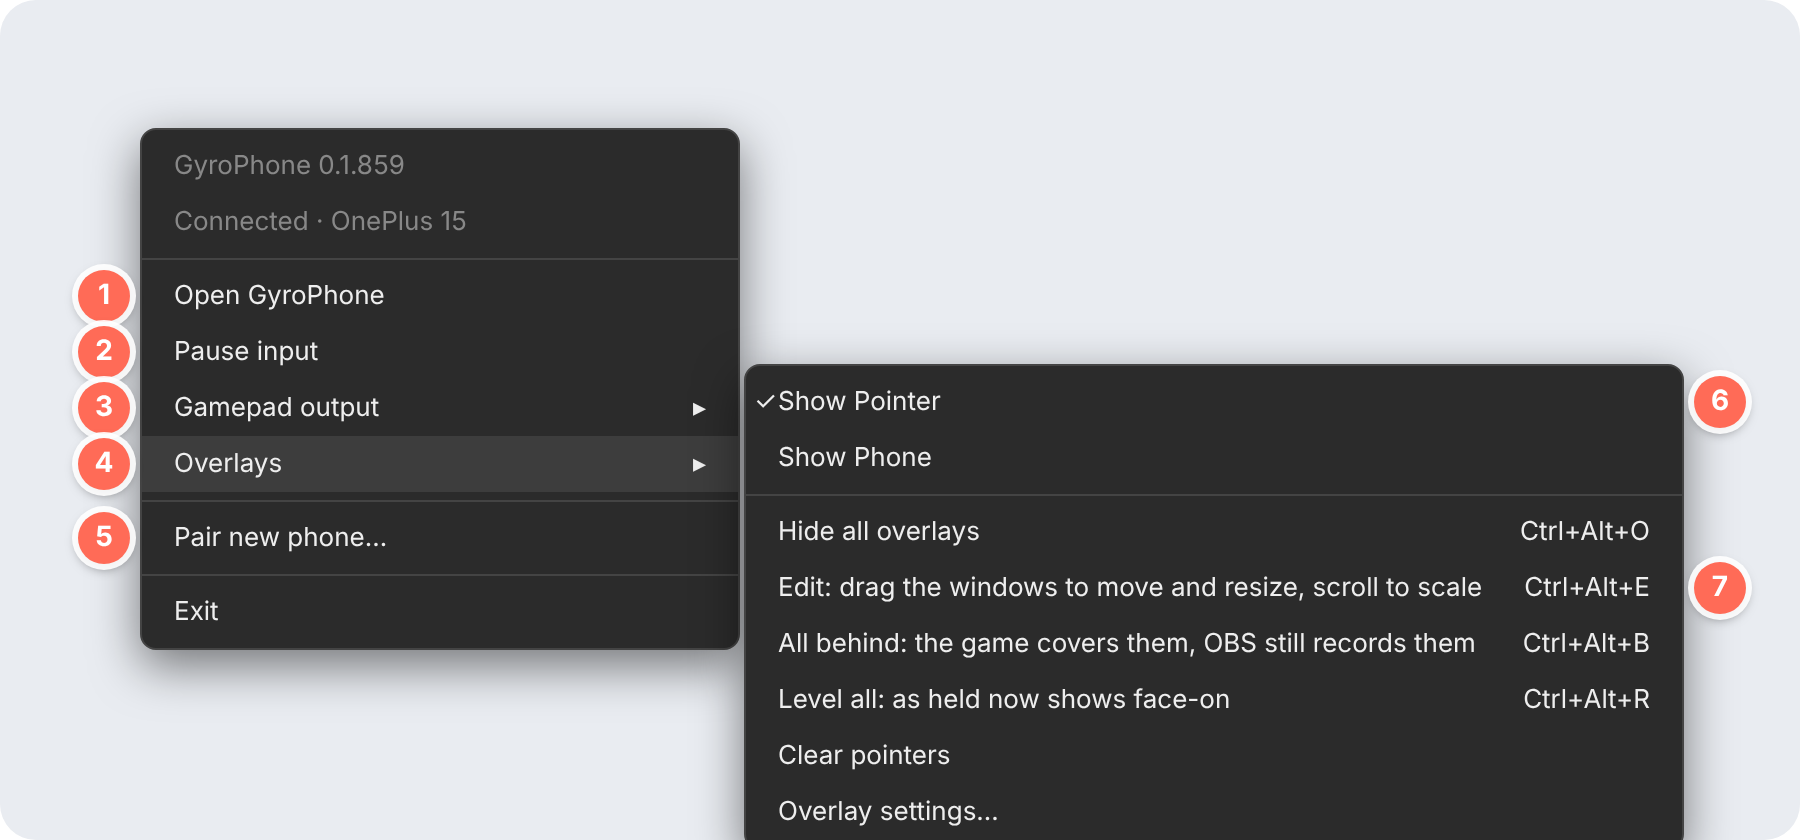 GyroPhone 0.1.859
Connected · OnePlus 15
1 Open GyroPhone
2 Pause input
3 Gamepad output ▶
4 Overlays ▶
5 Pair new phone...
Exit
✓ Show Pointer 6
Show Phone
Hide all overlays Ctrl+Alt+O
Edit: drag the windows to move and resize, scroll to scale Ctrl+Alt+E 7
All behind: the game covers them, OBS still records them Ctrl+Alt+B
Level all: as held now shows face-on Ctrl+Alt+R
Clear pointers
Overlay settings...